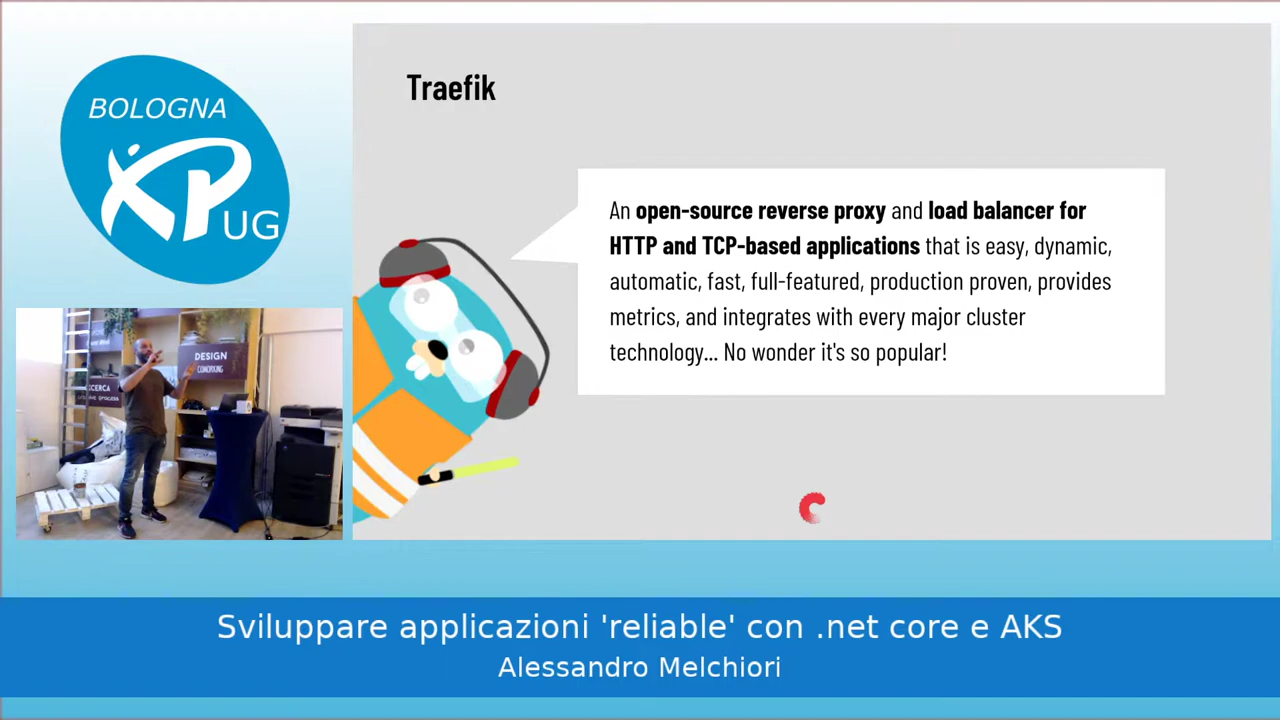 BOLOGNA
XP
UG
Traefik
An open-source reverse proxy and load balancer for
HTTP and TCP-based applications that is easy, dynamic,
automatic, fast, full-featured, production proven, provides
metrics, and integrates with every major cluster
technology... No wonder it's so popular!
DESIGN
COWORKING
Sviluppare applicazioni 'reliable' con .net core e AKS
Alessandro Melchiori